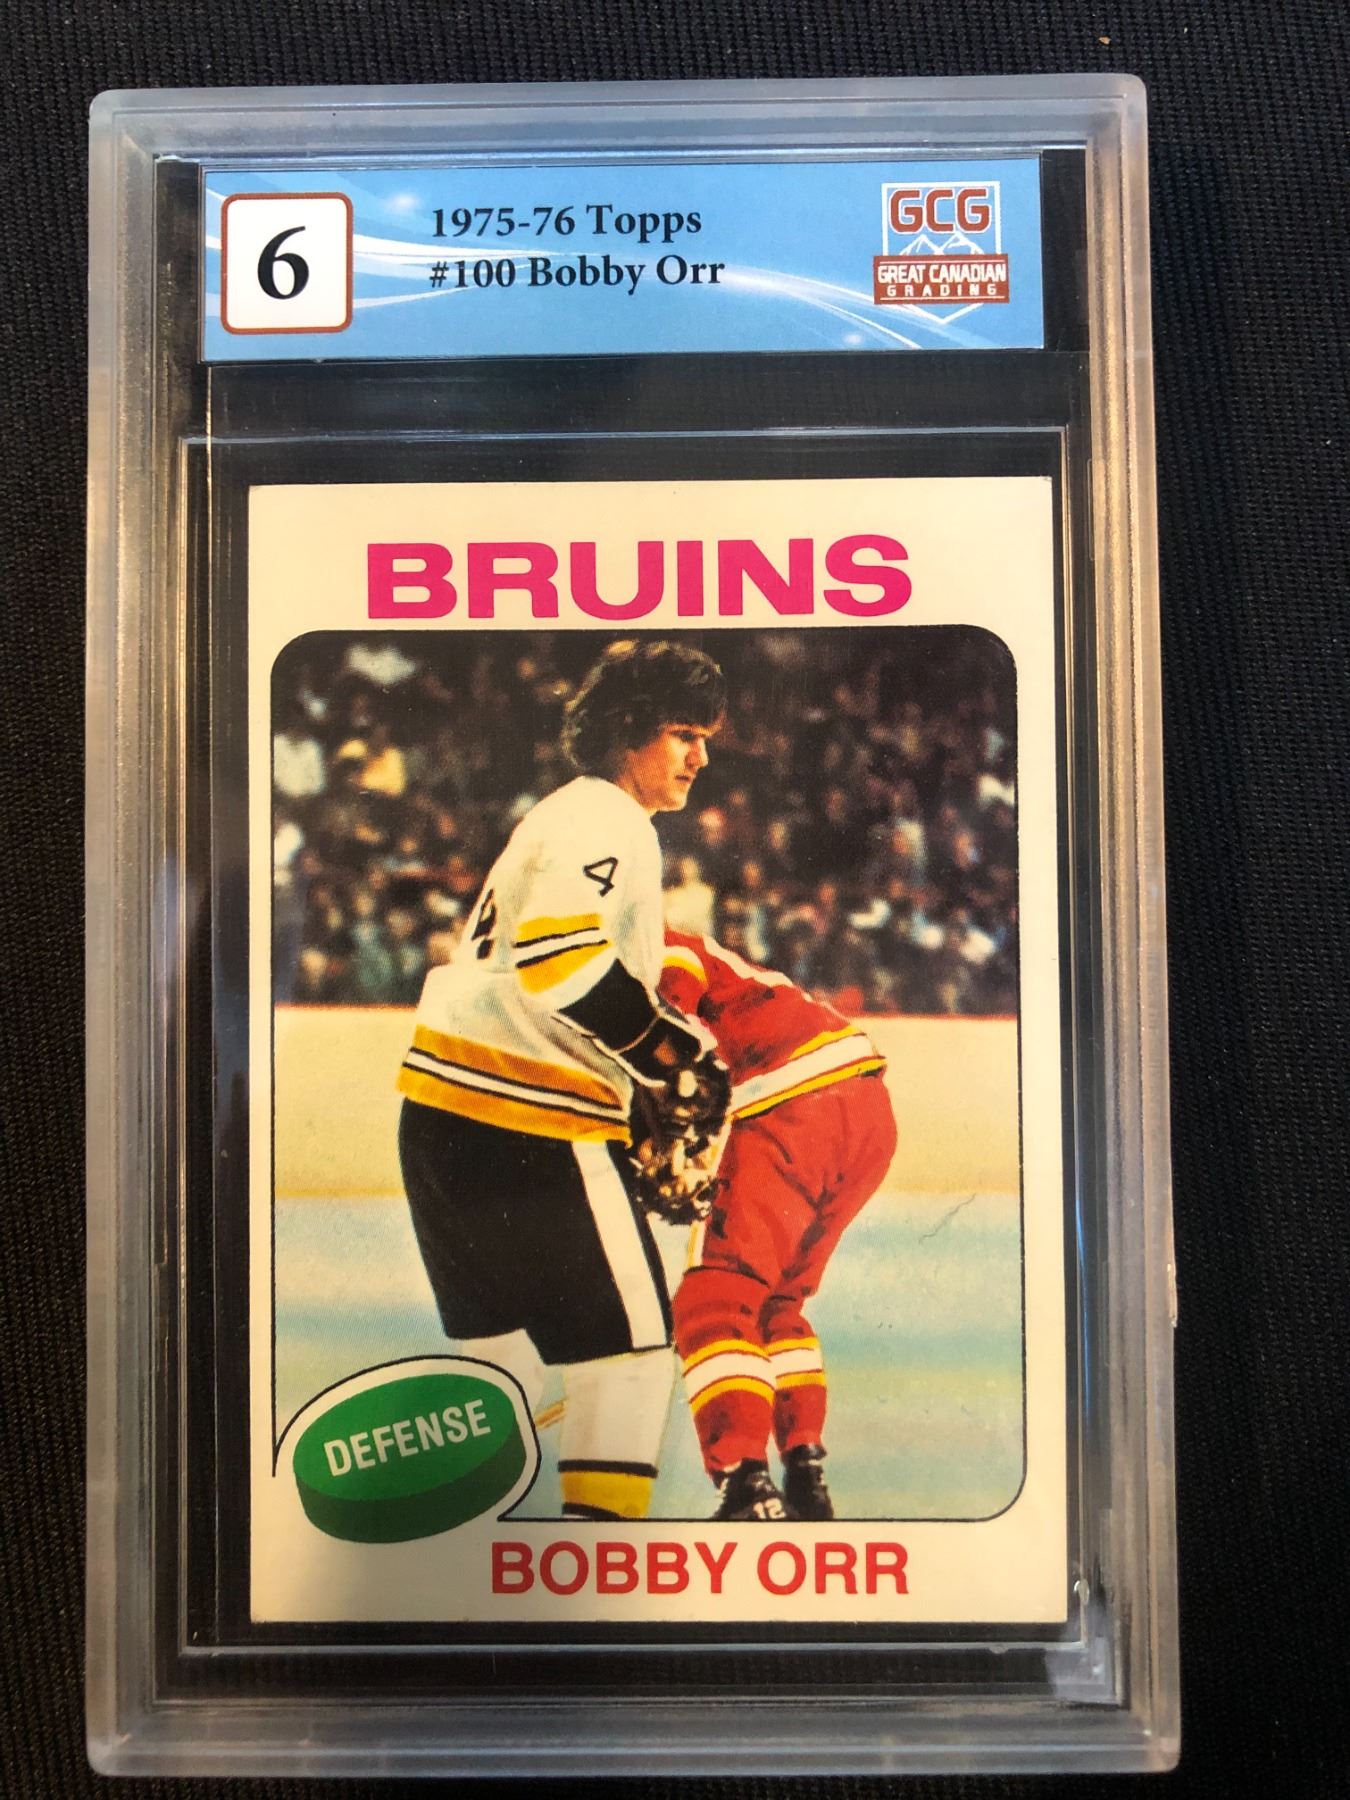 6
1975-76 Topps
#100 Bobby Orr
GCG
GREAT CANADIAN
GRADING
BRUINS
4
DEFENSE
12
BOBBY ORR